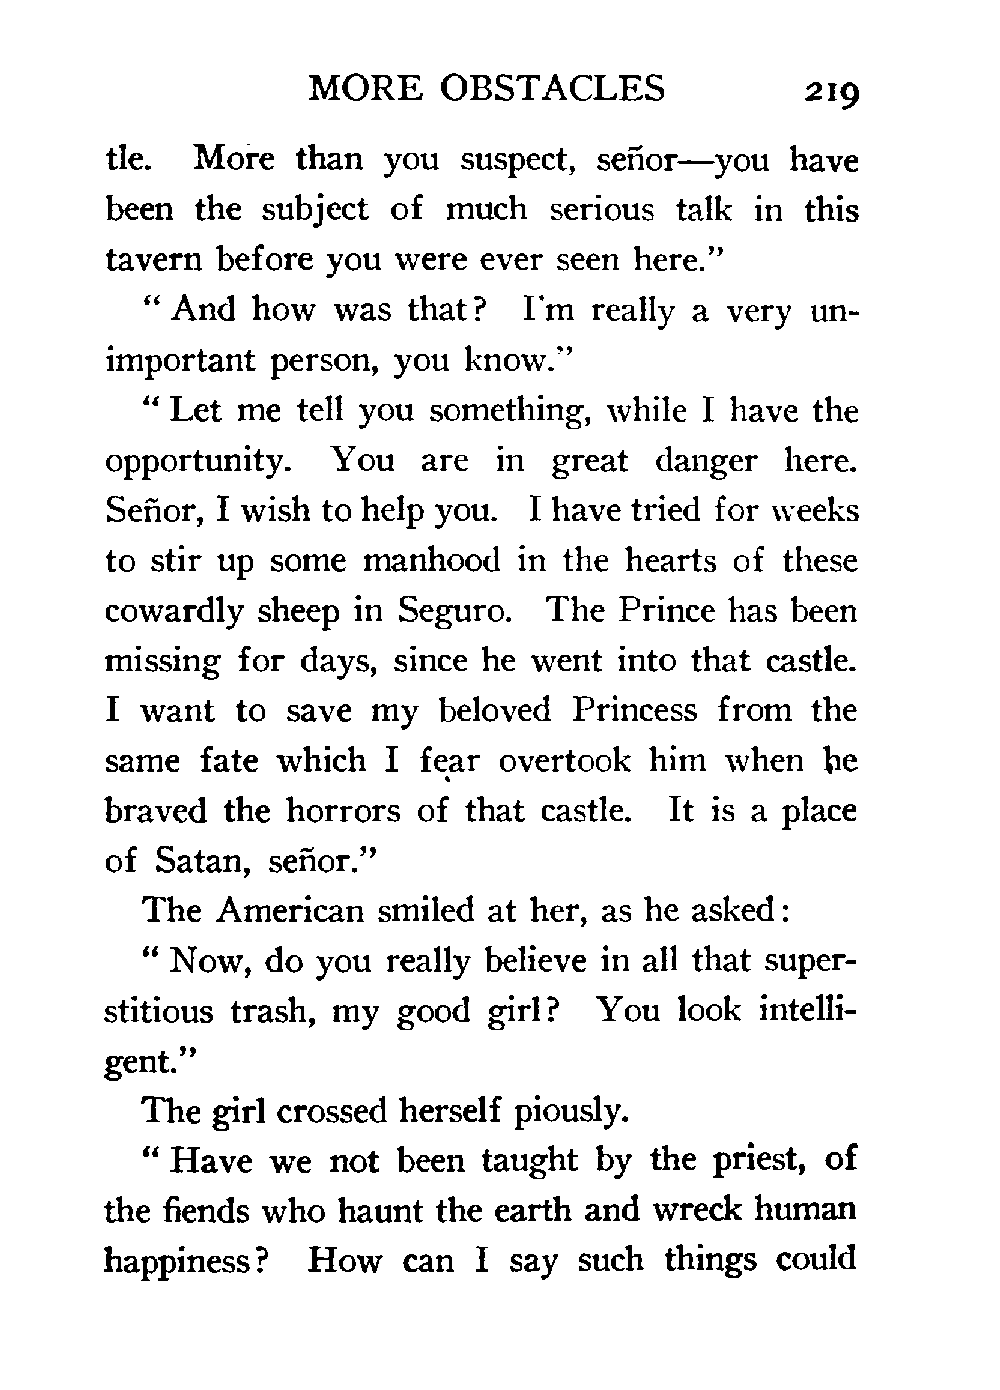 MORE OBSTACLES 219
tle. More than you suspect, señor—you have
been the subject of much serious talk in this
tavern before you were ever seen here.”
“ And how was that? I'm really a very un-
important person, you know.”
“ Let me tell you something, while I have the
opportunity. You are in great danger here.
Señor, I wish to help you. I have tried for weeks
to stir up some manhood in the hearts of these
cowardly sheep in Seguro. The Prince has been
missing for days, since he went into that castle.
I want to save my beloved Princess from the
same fate which I fear overtook him when he
braved the horrors of that castle. It is a place
of Satan, señor.”
The American smiled at her, as he asked:
“ Now, do you really believe in all that super-
stitious trash, my good girl? You look intelli-
gent.”
The girl crossed herself piously.
“ Have we not been taught by the priest, of
the fiends who haunt the earth and wreck human
happiness? How can I say such things could